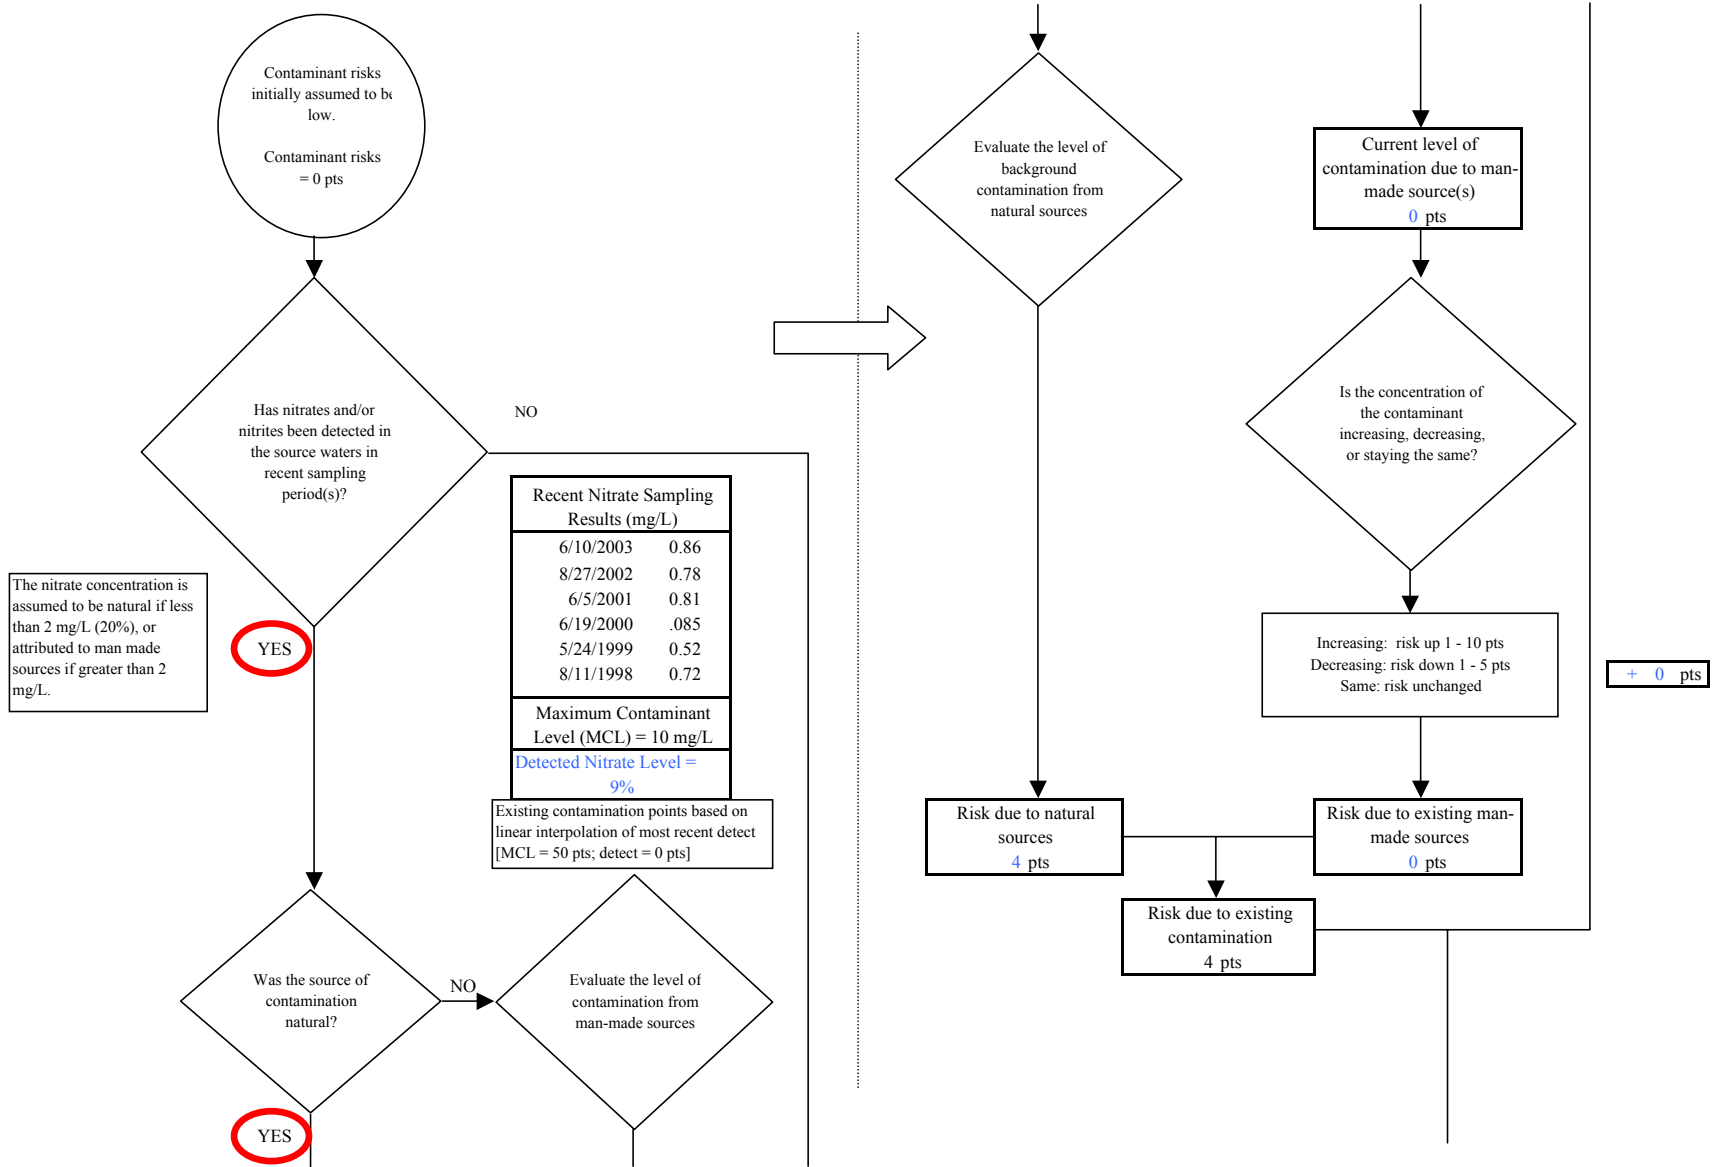 Contaminant risks
initially assumed to be
low.
Contaminant risks
= 0 pts
Has nitrates and/or
nitrites been detected in
the source waters in
recent sampling
period(s)?
NO
The nitrate concentration is
assumed to be natural if less
than 2 mg/L (20%), or
attributed to man made
sources if greater than 2
mg/L.
YES
Recent Nitrate Sampling
Results (mg/L)
6/10/2003 0.86
8/27/2002 0.78
6/5/2001 0.81
6/19/2000 .085
5/24/1999 0.52
8/11/1998 0.72
Maximum Contaminant
Level (MCL) = 10 mg/L
Detected Nitrate Level =
9%
Existing contamination points based on
linear interpolation of most recent detect
[MCL = 50 pts; detect = 0 pts]
Was the source of
contamination
natural?
NO
Evaluate the level of
contamination from
man-made sources
YES
Evaluate the level of
background
contamination from
natural sources
Current level of
contamination due to man-
made source(s)
0 pts
Is the concentration of
the contaminant
increasing, decreasing,
or staying the same?
Increasing: risk up 1 - 10 pts
Decreasing: risk down 1 - 5 pts
Same: risk unchanged
+ 0 pts
Risk due to natural
sources
4 pts
Risk due to existing man-
made sources
0 pts
Risk due to existing
contamination
4 pts